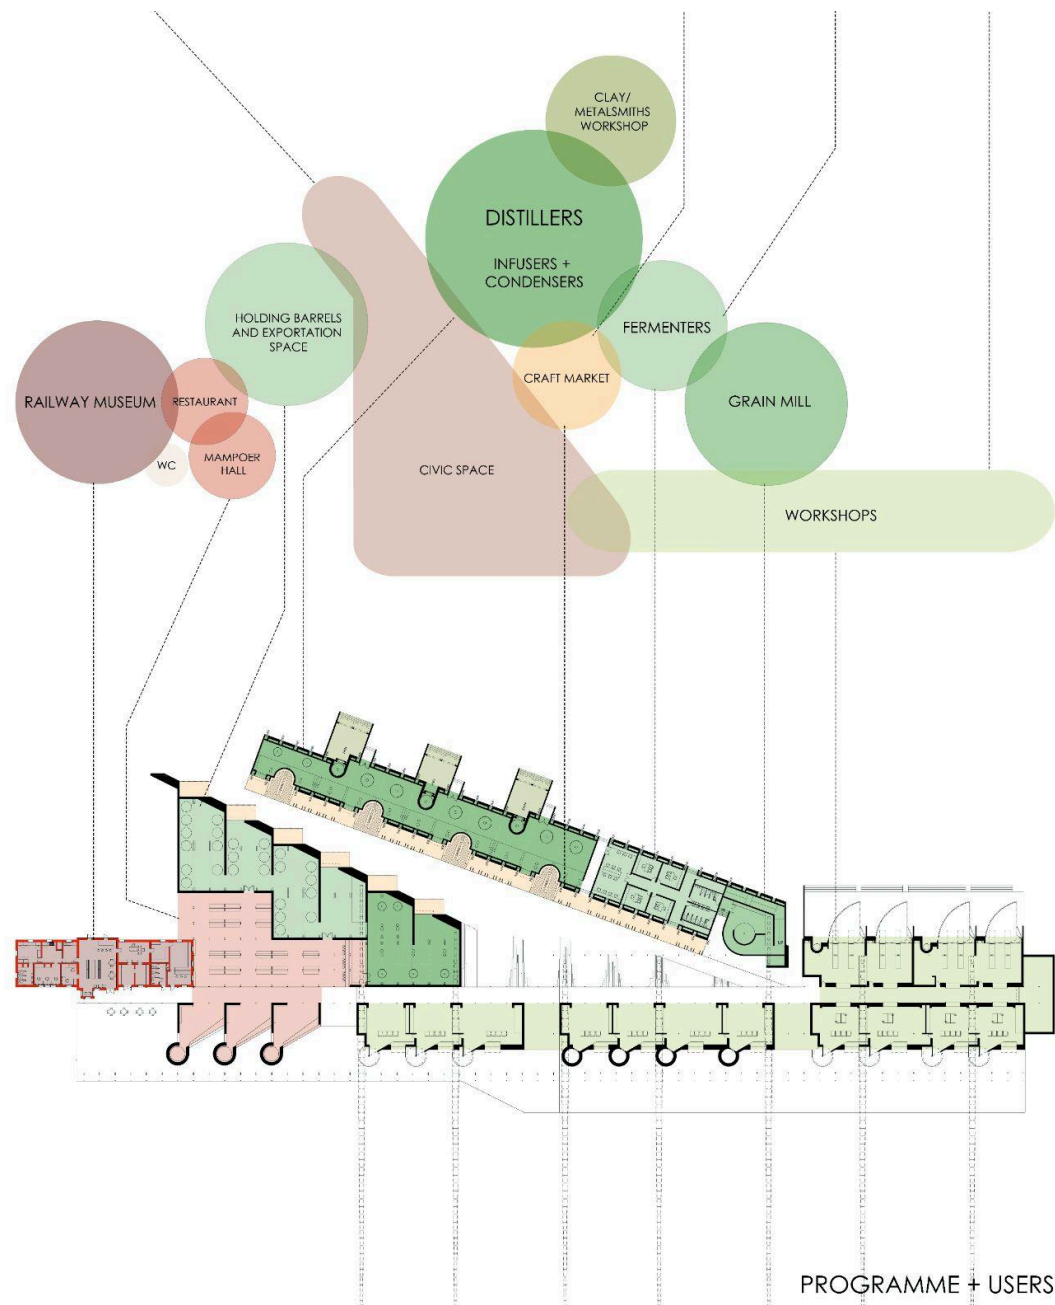 CLAY/
METALSMITHS
WORKSHOP
DISTILLERS
INFUSERS +
CONDENSERS
HOLDING BARRELS
AND EXPORTATION
SPACE
FERMENTERS
CRAFT MARKET
RAILWAY MUSEUM
RESTAURANT
GRAIN MILL
MAMPOER
HALL
WC
CIVIC SPACE
WORKSHOPS
PROGRAMME + USERS